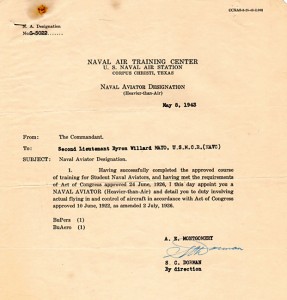 N. A. Designation
NAVAL AIR TRAINING CENTER
U. S. NAVAL AIR STATION
CORPUS CHRISTI, TEXAS
NAVAL AVIATOR DESIGNATION
(Heavier-than-Air)
May 8, 1943
From: The Commandant.
To: Second Lieutenant Byron Willard MAYO, U.S.M.C.R.(AVC)
SUBJECT: Naval Aviator Designation.
1. Having successfully completed the approved course
of training for Student Naval Aviators, and having met the requirements
of Act of Congress approved 24 June, 1926, I this day appoint you
a NAVAL AVIATOR (Heavier-than-Air) and detail you to duty involving
actual flying in and control of aircraft in accordance with Act of Congress
approved 10 June, 1922, as amended 2 July, 1926.
BuPers (1)
BuAero (1)
A. E. MONTGOMERY
S. C. DORMAN
By direction